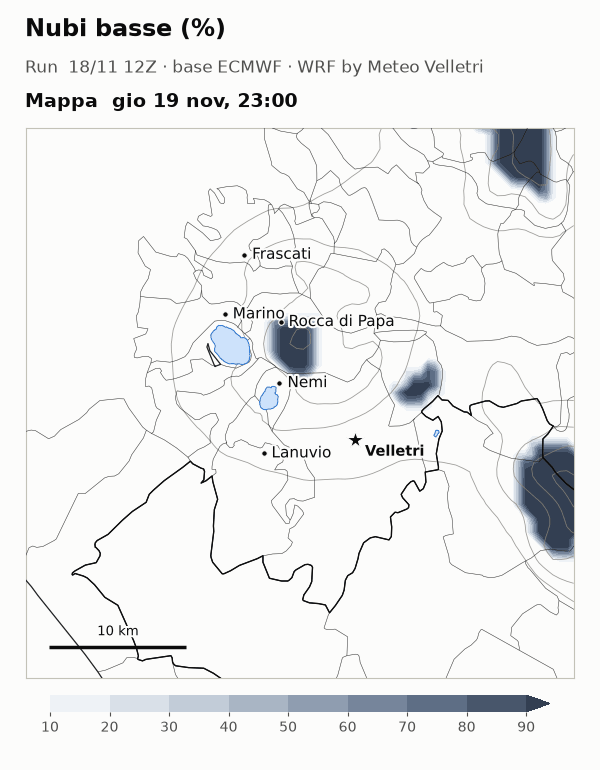 Nubi basse (%)
Run  18/11 12Z · base ECMWF · WRF by Meteo Velletri
Mappa  gio 19 nov, 23:00
Frascati
Marino
Rocca di Papa
Nemi
Velletri
Lanuvio
10 km
10 20 30 40 50 60 70 80 90